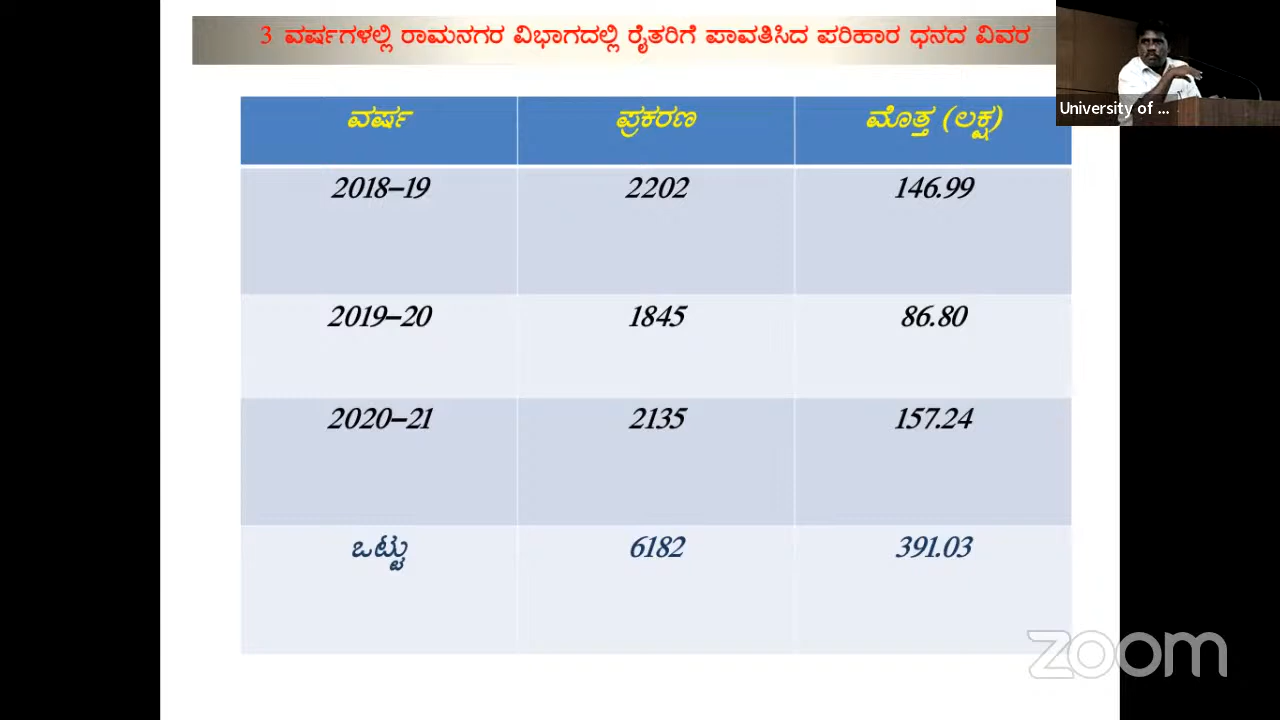 3 ವರ್ಷಗಳಲ್ಲಿ ರಾಮನಗರ ವಿಭಾಗದಲ್ಲಿ ರೈತರಿಗೆ ಪಾವತಿಸಿದ ಪರಿಹಾರ ಧನದ ವಿವರ
University of ...
ವರ್ಷ ಪ್ರಕರಣ ಮೊತ್ತ (ಲಕ್ಷ)
2018-19 2202 146.99
2019-20 1845 86.80
2020-21 2135 157.24
ಒಟ್ಟು 6182 391.03
zoom